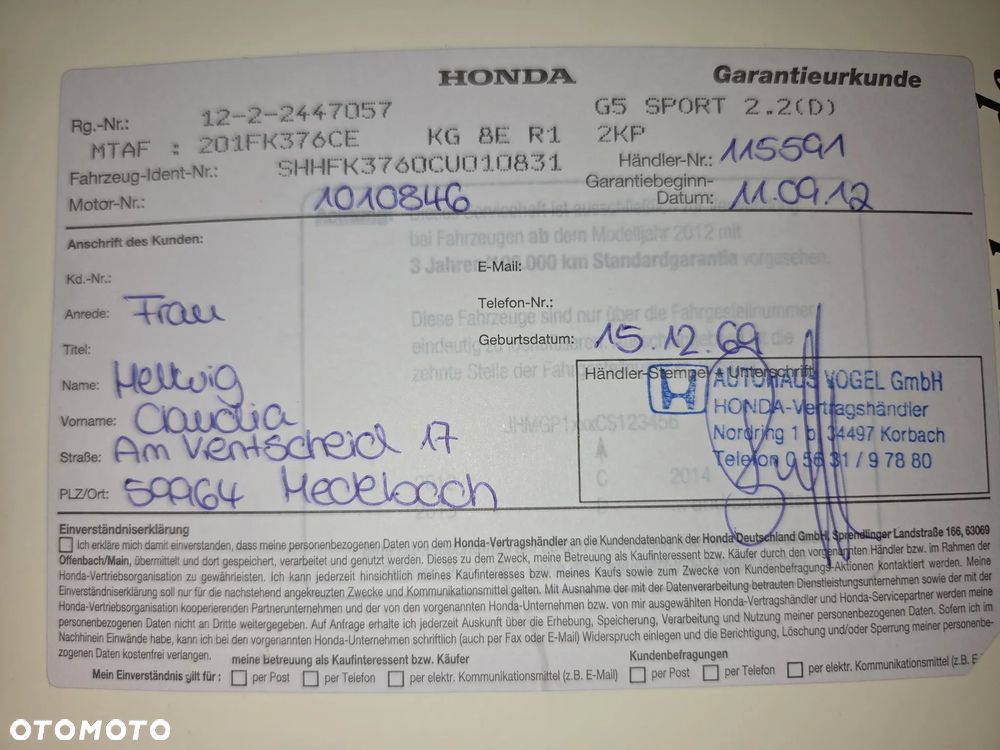 HONDA Garantieurkunde
Rg.-Nr.: 12-2-2447057 G5 SPORT 2.2(D)
MTAF : 201FK376CE KG 8E R1 2KP
Fahrzeug-Ident-Nr.: SHHFK3760CU010831 Händler-Nr.: 115591
Motor-Nr.: 1010846 Garantiebeginn-Datum: 11.09.12
Anschrift des Kunden:
bei Fahrzeugen ab dem Modelljahr 2012 mit
Kd.-Nr.: E-Mail:
3 Jahren/100.000 km Standardgarantie vorgesehen.
Anrede: Frau Telefon-Nr.:
Diese Fahrzeuge sind nur über die Fahrgestellnummer
Titel: Geburtsdatum: 15.12.69
zehnte Stelle der
Name: Hellwig Händler-Stempel + Unterschrift
Vorname: Claudia
Straße: Am Ventscheid 17
PLZ/Ort: 59964 Medebach
AUTOHAUS VOGEL GmbH
HONDA-Vertragshändler
Nordring 1 b 34497 Korbach
Telefon 0 56 31 / 9 78 80
2014
Einverständniserklärung
Ich erkläre mich damit einverstanden, dass meine personenbezogenen Daten von dem Honda-Vertragshändler an die Kundendatenbank der Honda Deutschland GmbH, Sprendlinger Landstraße 166, 63069
Offenbach/Main, übermittelt und dort gespeichert, verarbeitet und genutzt werden. Dieses zu dem Zweck, meine Betreuung als Kaufinteressent bzw. Käufer durch den vorgenannten Händler bzw. im Rahmen der
Honda-Vertriebsorganisation zu gewährleisten. Ich kann jederzeit hinsichtlich meines Kaufinteresses bzw. meines Kaufs sowie zum Zwecke von Kundenbefragungs-Aktionen kontaktiert werden. Meine
Einverständniserklärung soll nur für die nachstehend angekreuzten Zwecke und Kommunikationsmittel gelten. Mit Ausnahme der mit der Datenverarbeitung betrauten Dienstleistungsunternehmen sowie der mit der
Honda-Vertriebsorganisation kooperierenden Partnerunternehmen und der von den vorgenannten Honda-Unternehmen bzw. von mir ausgewählten Honda-Vertragshändler und Honda-Servicepartner werden meine
personenbezogenen Daten nicht an Dritte weitergegeben. Auf Anfrage erhalte ich jederzeit Auskunft über die Erhebung, Speicherung, Verarbeitung und Nutzung meiner personenbezogenen Daten. Sofern ich im
Nachhinein Einwände habe, kann ich bei den vorgenannten Honda-Unternehmen schriftlich (auch per Fax oder E-Mail) Widerspruch einlegen und die Berichtigung, Löschung und/oder Sperrung meiner personenbe-
zogenen Daten kostenfrei verlangen.
meine Betreuung als Kaufinteressent bzw. Käufer Kundenbefragungen
Mein Einverständnis gilt für : per Post per Telefon per elektr. Kommunikationsmittel (z.B. E-Mail) per Post per Telefon per elektr. Kommunikationsmittel (z.B. E-
OTOMOTO